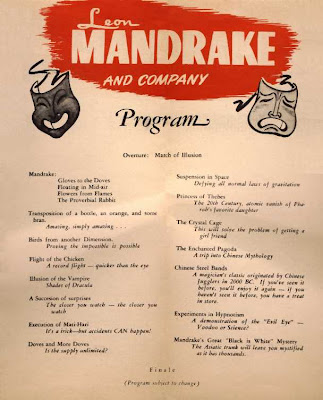 Leon
MANDRAKE
AND COMPANY
Program
Overture: March of Illusion
Mandrake:
Gloves to the Doves
Floating in Mid-air
Flowers from Flames
The Proverbial Rabbit
Transposition of a bottle, an orange, and some
bran.
Amazing, simply amazing . . .
Birds from another Dimension.
Proving the impossible is possible
Flight of the Chicken
A record flight — quicker than the eye
Illusion of the Vampire
Shades of Dracula
A Succession of surprises
The closer you watch — the closer you
watch
Execution of Mata-Hari
It's a trick—but accidents CAN happen!
Doves and More Doves
Is the supply unlimited?
Suspension in Space
Defying all normal laws of gravitation
Princess of Thebes
The 20th Century, atomic vanish of Pha-
roh's favorite daughter
The Crystal Cage
This will solve the problem of getting a
girl friend
The Enchanted Pagoda
A trip into Chinese Mythology
Chinese Steel Bands
A magician's classic originated by Chinese
Jugglers in 2000 BC. If you've seen it
before, you'll enjoy it again — if you
haven't seen it before, you have a treat
in store.
Experiments in Hypnotism
A demonstration of the "Evil Eye" —
Voodoo or Science?
Mandrake's Great "Black is White" Mystery
The Asiatic trunk will leave you mystified
as it has thousands.
Finale
(Program subject to change)